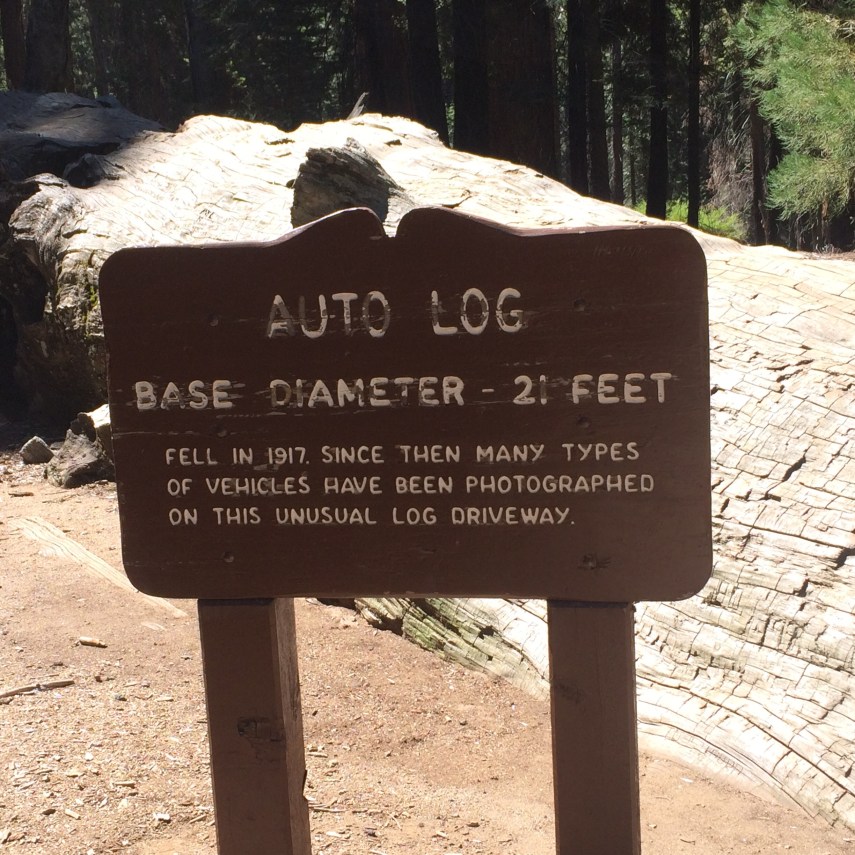 AUTO LOG
BASE DIAMETER - 21 FEET
FELL IN 1917. SINCE THEN MANY TYPES
OF VEHICLES HAVE BEEN PHOTOGRAPHED
ON THIS UNUSUAL LOG DRIVEWAY.